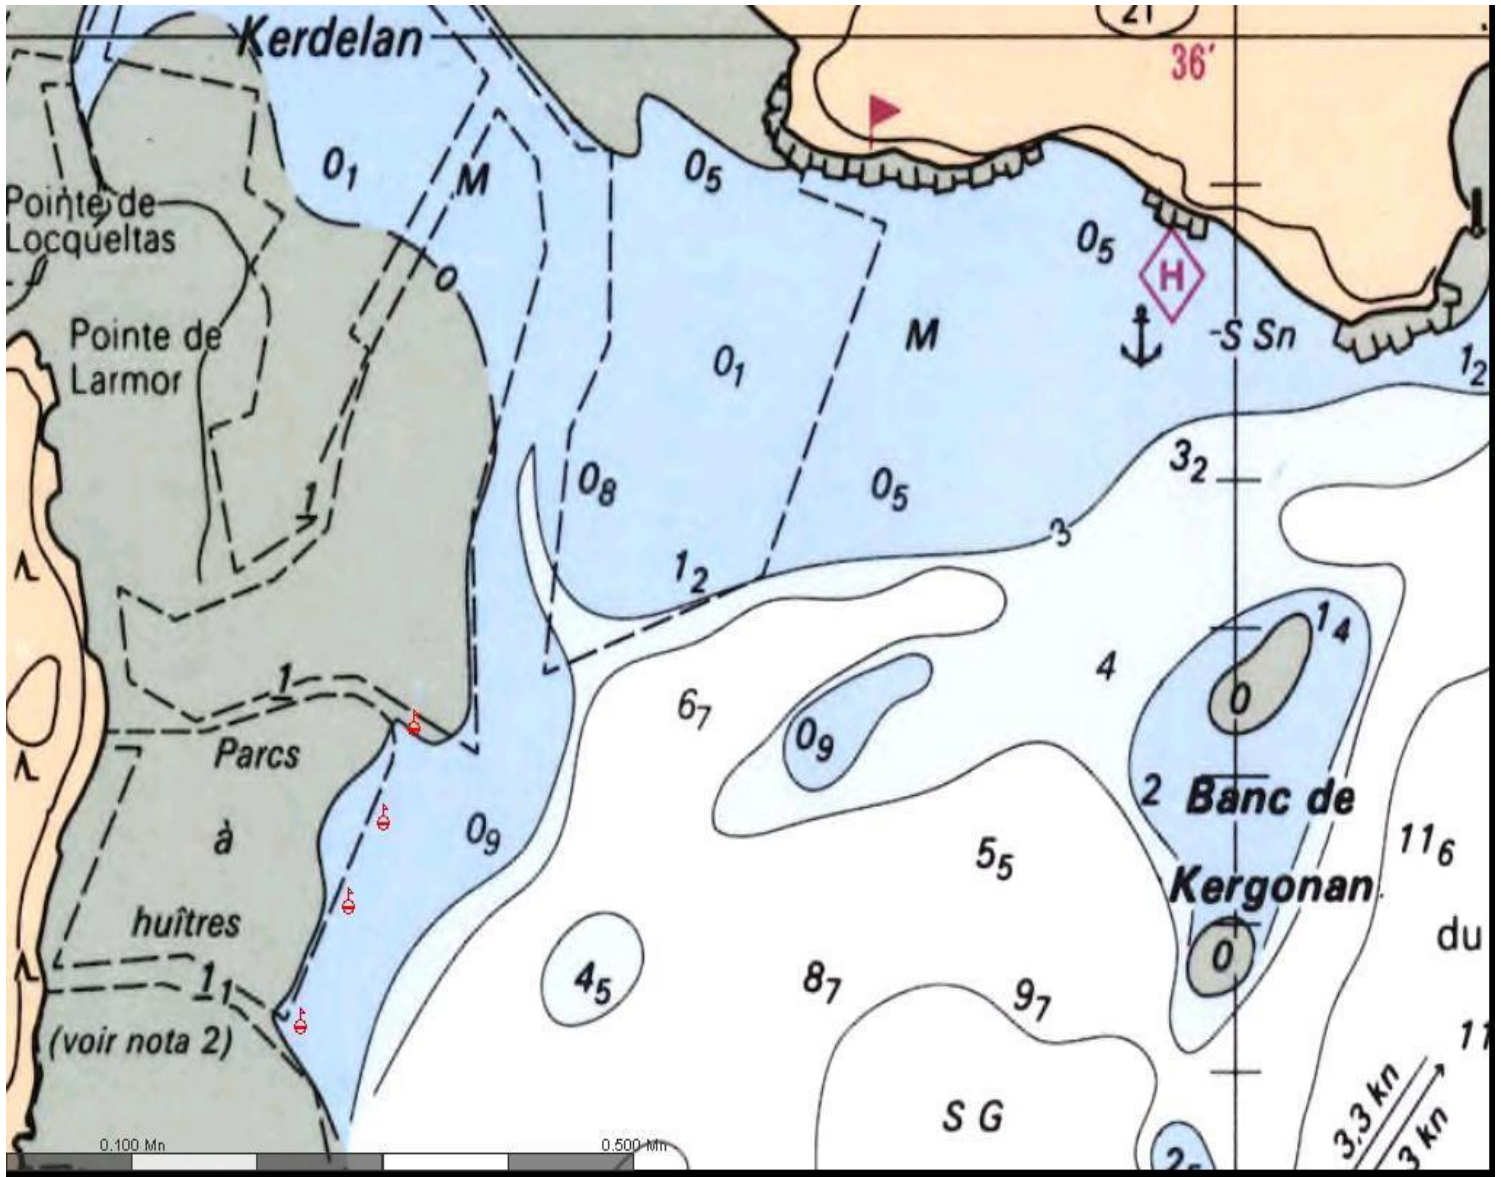 21
Kerdelan
36'
0₁
M
0₅
Pointe de
Locqueltas
0₅
H
0
Pointe de
Larmor
M
-S Sn
0₁
1₂
3₂
0₈
0₅
1
3
1₂
1₄
4
1
0
6₇
0₉
Parcs
2
Banc de
à
0₉
11₆
5₅
Kergonan
huîtres
du
0
4₅
8₇
9₇
1₁
(voir nota 2)
11
3,3 kn
3 kn
S G
0.100 Mn
0.500 Mn